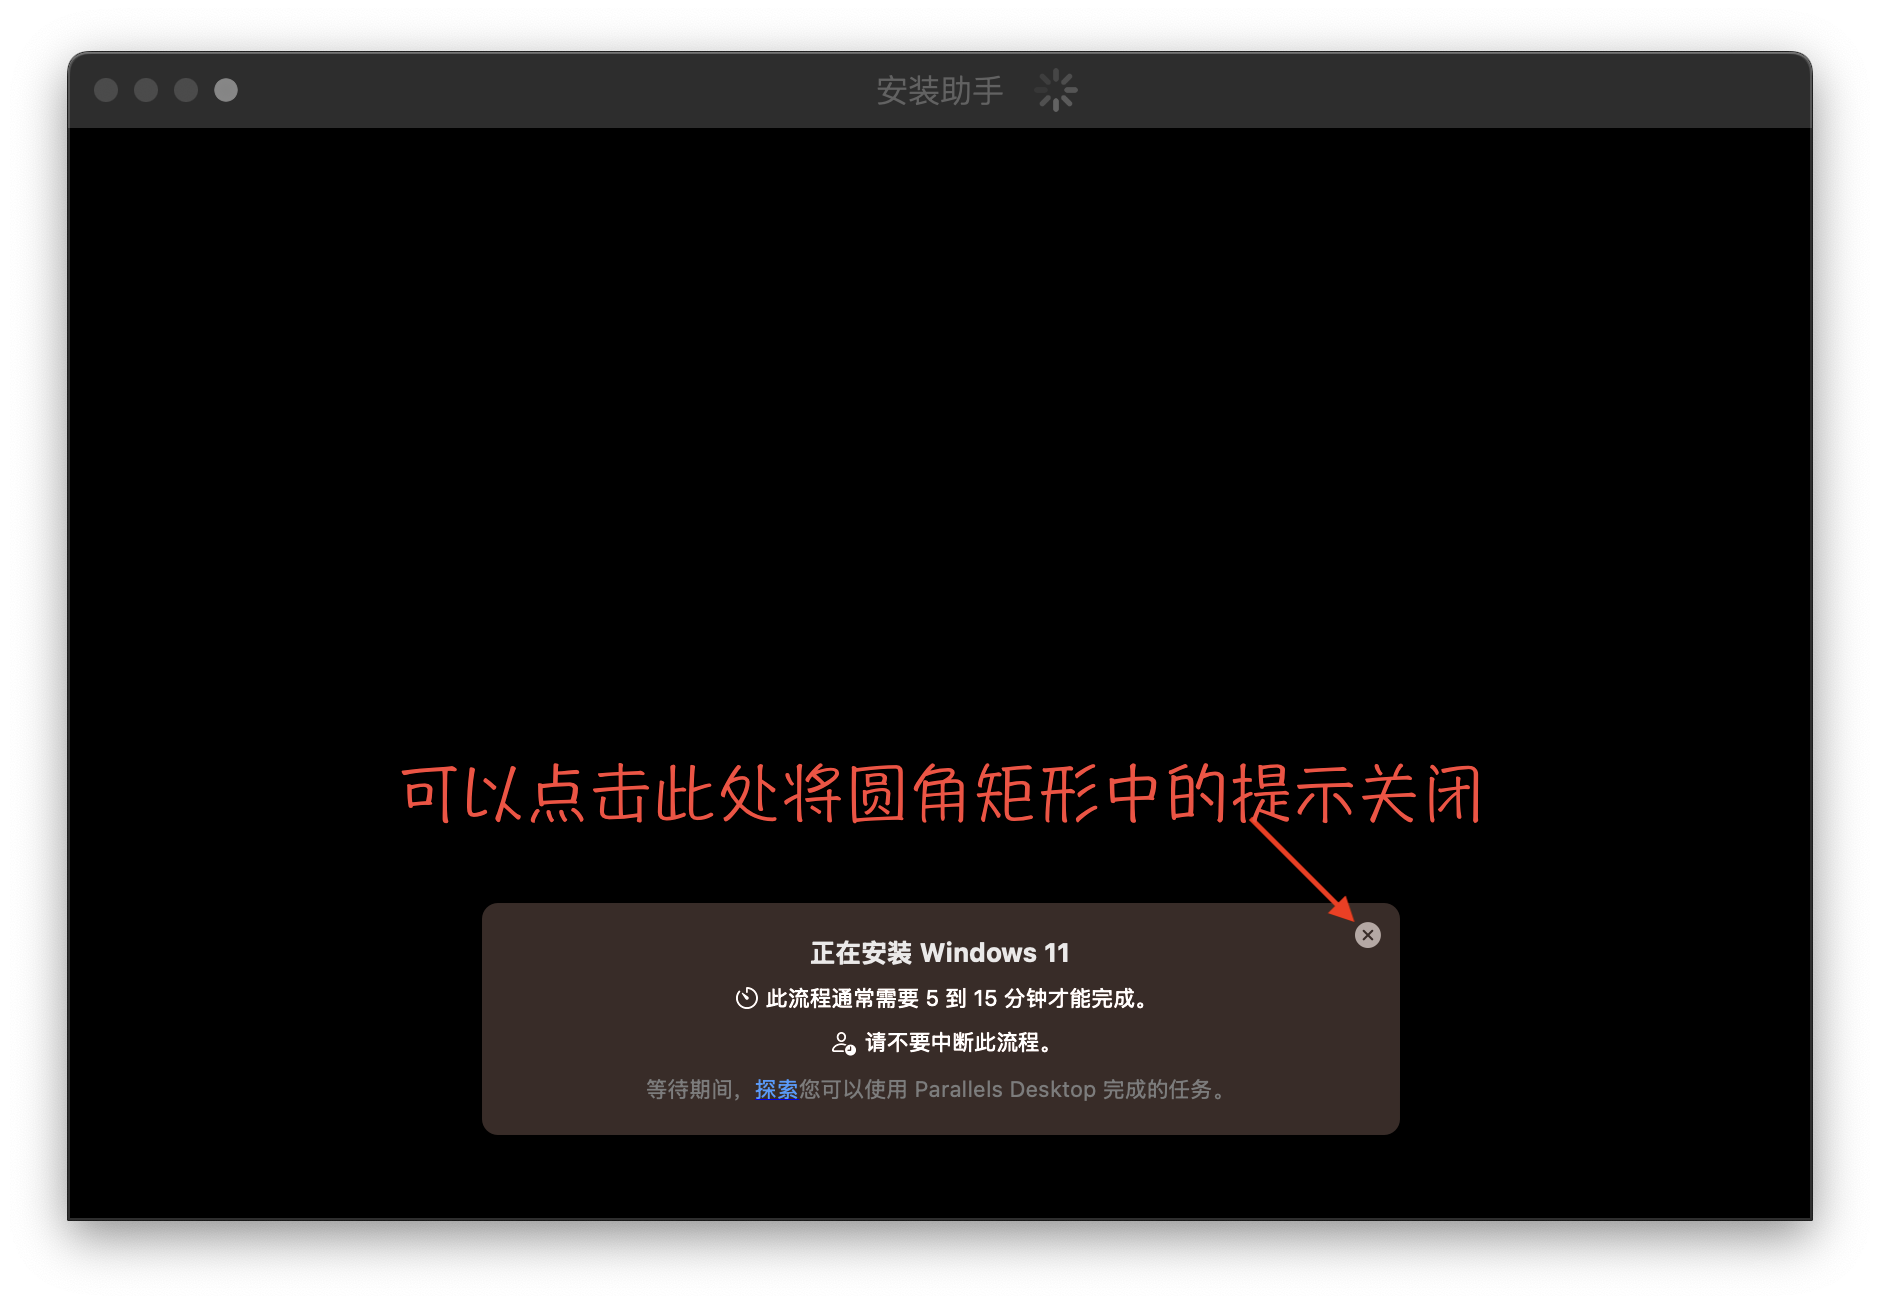 安装助手
可以点击此处将圆角矩形中的提示关闭
正在安装 Windows 11
此流程通常需要 5 到 15 分钟才能完成。
请不要中断此流程。
等待期间，探索您可以使用 Parallels Desktop 完成的任务。